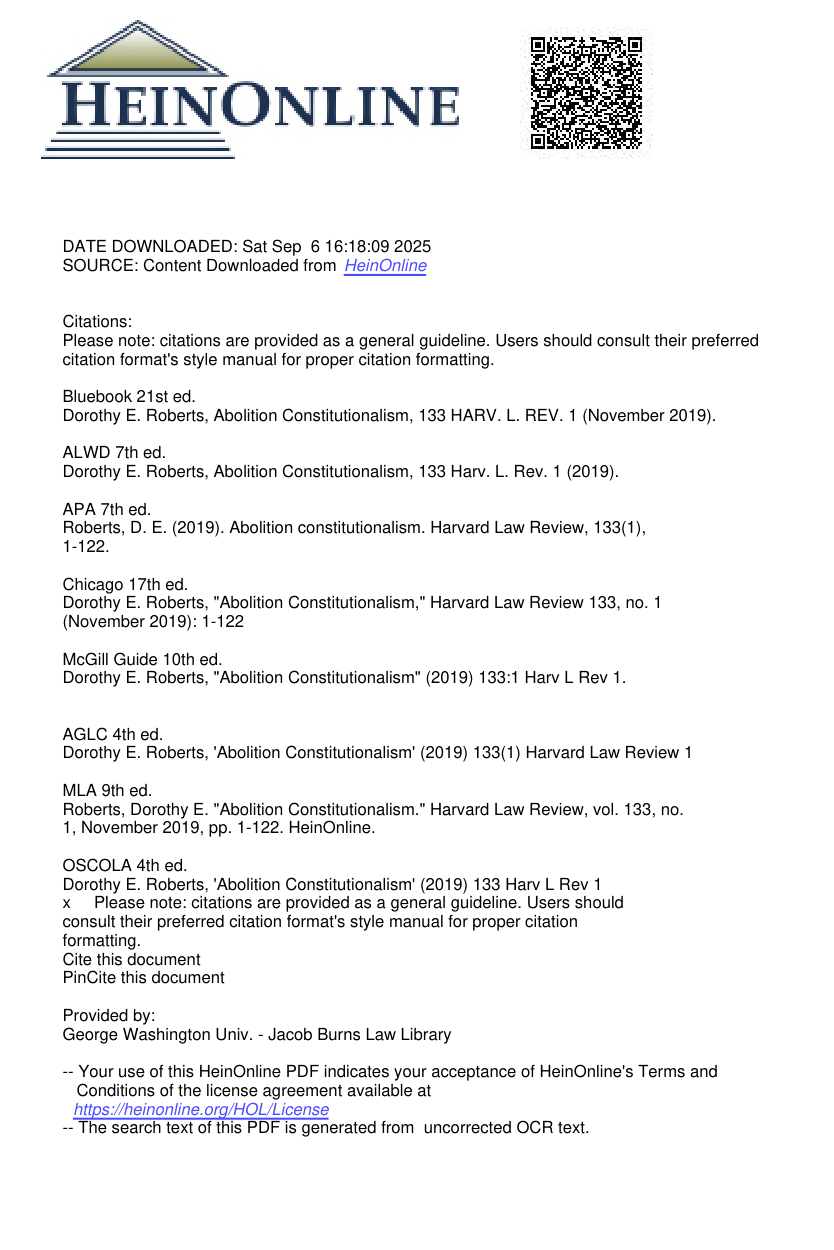 HEINONLINE
DATE DOWNLOADED: Sat Sep 6 16:18:09 2025
SOURCE: Content Downloaded from HeinOnline
Citations:
Please note: citations are provided as a general guideline. Users should consult their preferred
citation format's style manual for proper citation formatting.
Bluebook 21st ed.
Dorothy E. Roberts, Abolition Constitutionalism, 133 HARV. L. REV. 1 (November 2019).
ALWD 7th ed.
Dorothy E. Roberts, Abolition Constitutionalism, 133 Harv. L. Rev. 1 (2019).
APA 7th ed.
Roberts, D. E. (2019). Abolition constitutionalism. Harvard Law Review, 133(1),
1-122.
Chicago 17th ed.
Dorothy E. Roberts, "Abolition Constitutionalism," Harvard Law Review 133, no. 1
(November 2019): 1-122
McGill Guide 10th ed.
Dorothy E. Roberts, "Abolition Constitutionalism" (2019) 133:1 Harv L Rev 1.
AGLC 4th ed.
Dorothy E. Roberts, 'Abolition Constitutionalism' (2019) 133(1) Harvard Law Review 1
MLA 9th ed.
Roberts, Dorothy E. "Abolition Constitutionalism." Harvard Law Review, vol. 133, no.
1, November 2019, pp. 1-122. HeinOnline.
OSCOLA 4th ed.
Dorothy E. Roberts, 'Abolition Constitutionalism' (2019) 133 Harv L Rev 1
x Please note: citations are provided as a general guideline. Users should
consult their preferred citation format's style manual for proper citation
formatting.
Cite this document
PinCite this document
Provided by:
George Washington Univ. - Jacob Burns Law Library
-- Your use of this HeinOnline PDF indicates your acceptance of HeinOnline's Terms and
Conditions of the license agreement available at
https://heinonline.org/HOL/License
-- The search text of this PDF is generated from uncorrected OCR text.